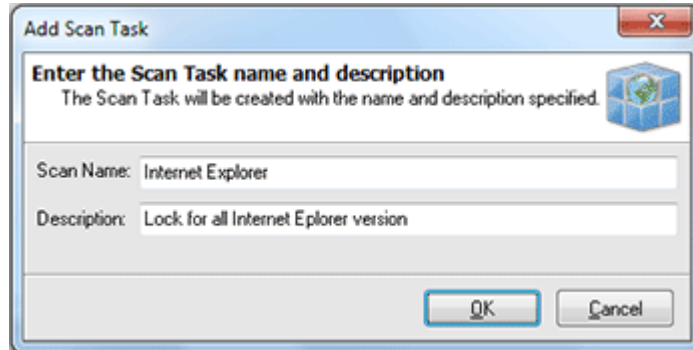 Add Scan Task
Enter the Scan Task name and description
The Scan Task will be created with the name and description specified.
Scan Name: Internet Explorer
Description: Lock for all Internet Eplorer version
OK Cancel